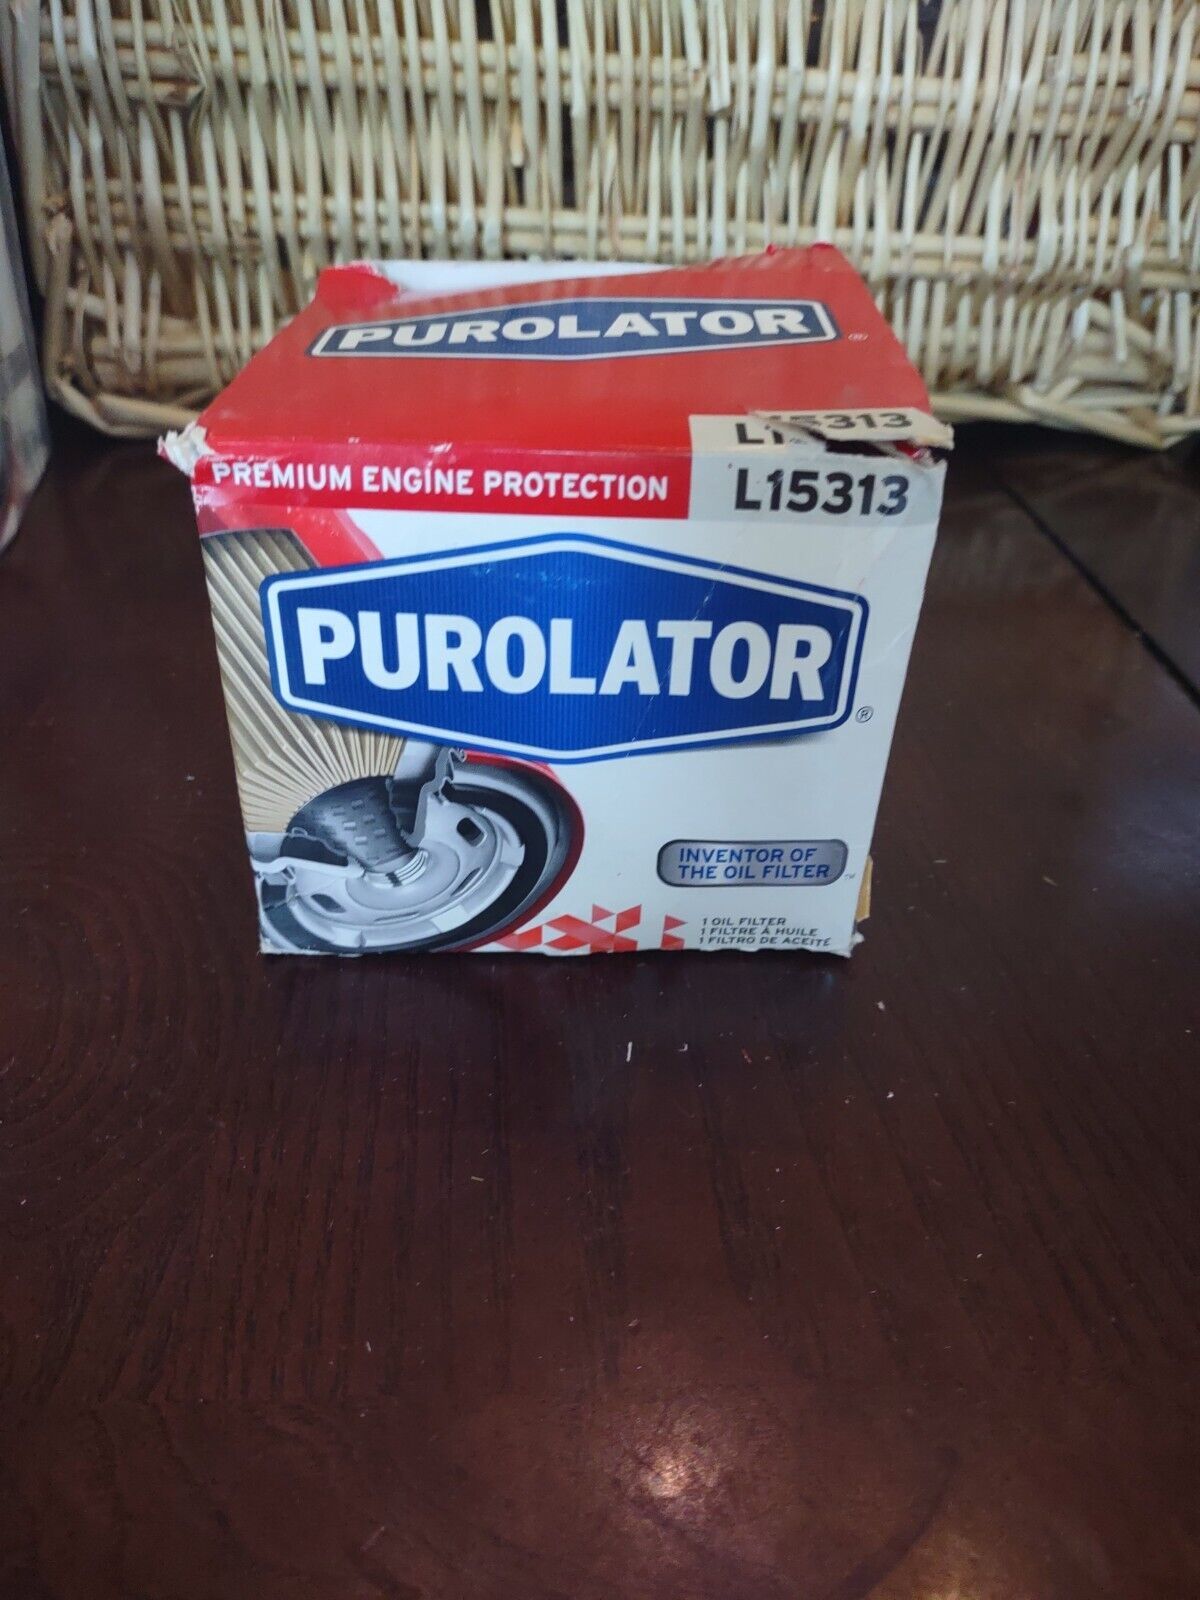 PUROLATOR
®
L15313
PREMIUM ENGINE PROTECTION
L15313
PUROLATOR
®
INVENTOR OF
THE OIL FILTER
™
1 OIL FILTER
1 FILTRE À HUILE
1 FILTRO DE ACEITE